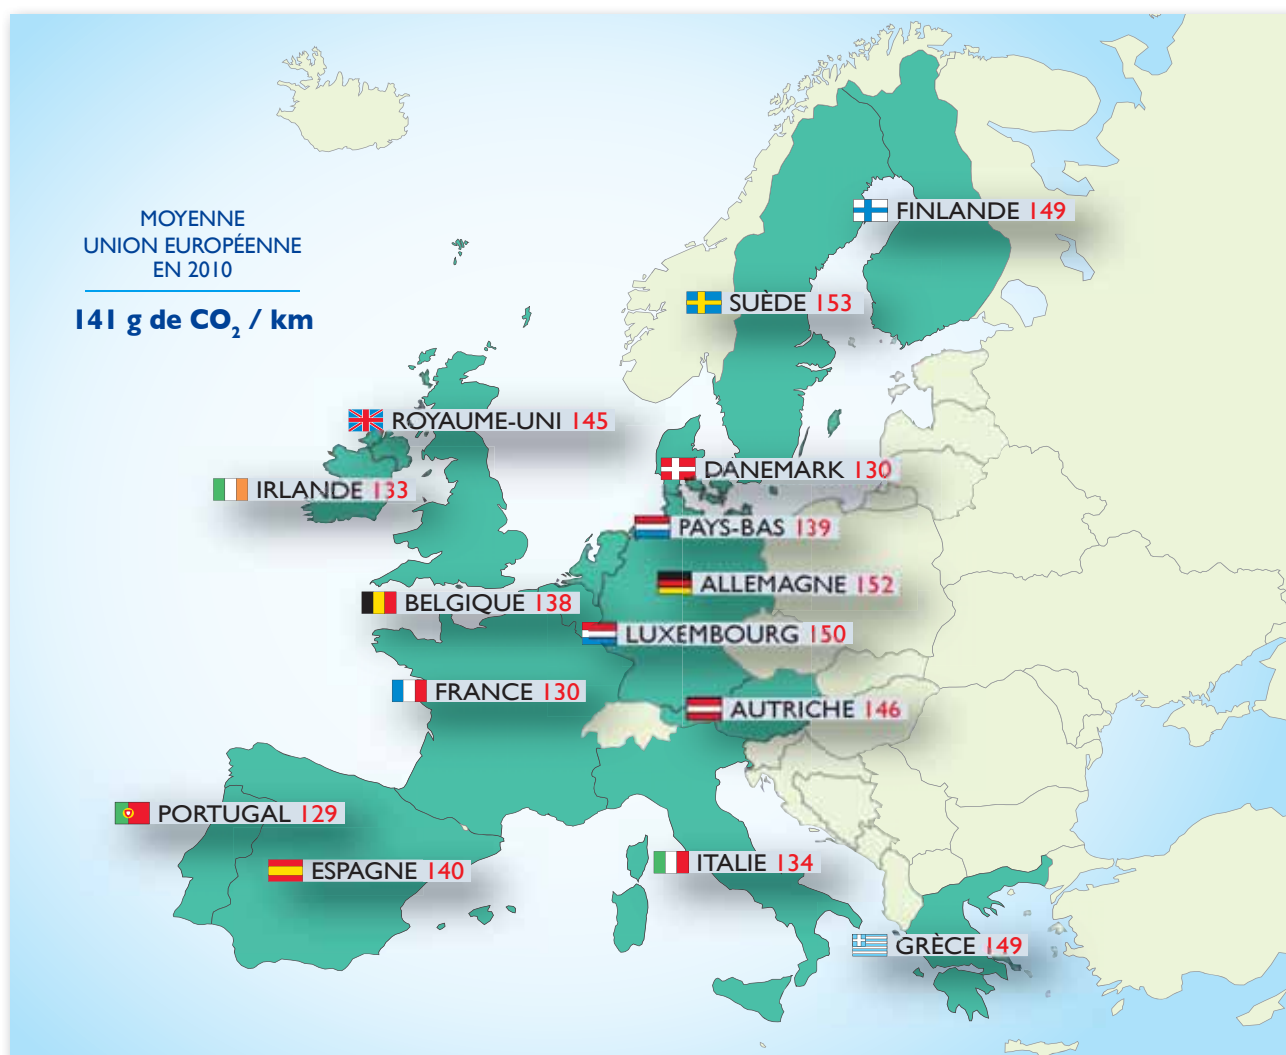 MOYENNE
UNION EUROPÉENNE
EN 2010
141 g de CO₂ / km
FINLANDE 149
SUÈDE 153
ROYAUME-UNI 145
DANEMARK 130
IRLANDE 133
PAYS-BAS 139
ALLEMAGNE 152
BELGIQUE 138
LUXEMBOURG 150
FRANCE 130
AUTRICHE 146
PORTUGAL 129
ITALIE 134
ESPAGNE 140
GRÈCE 149